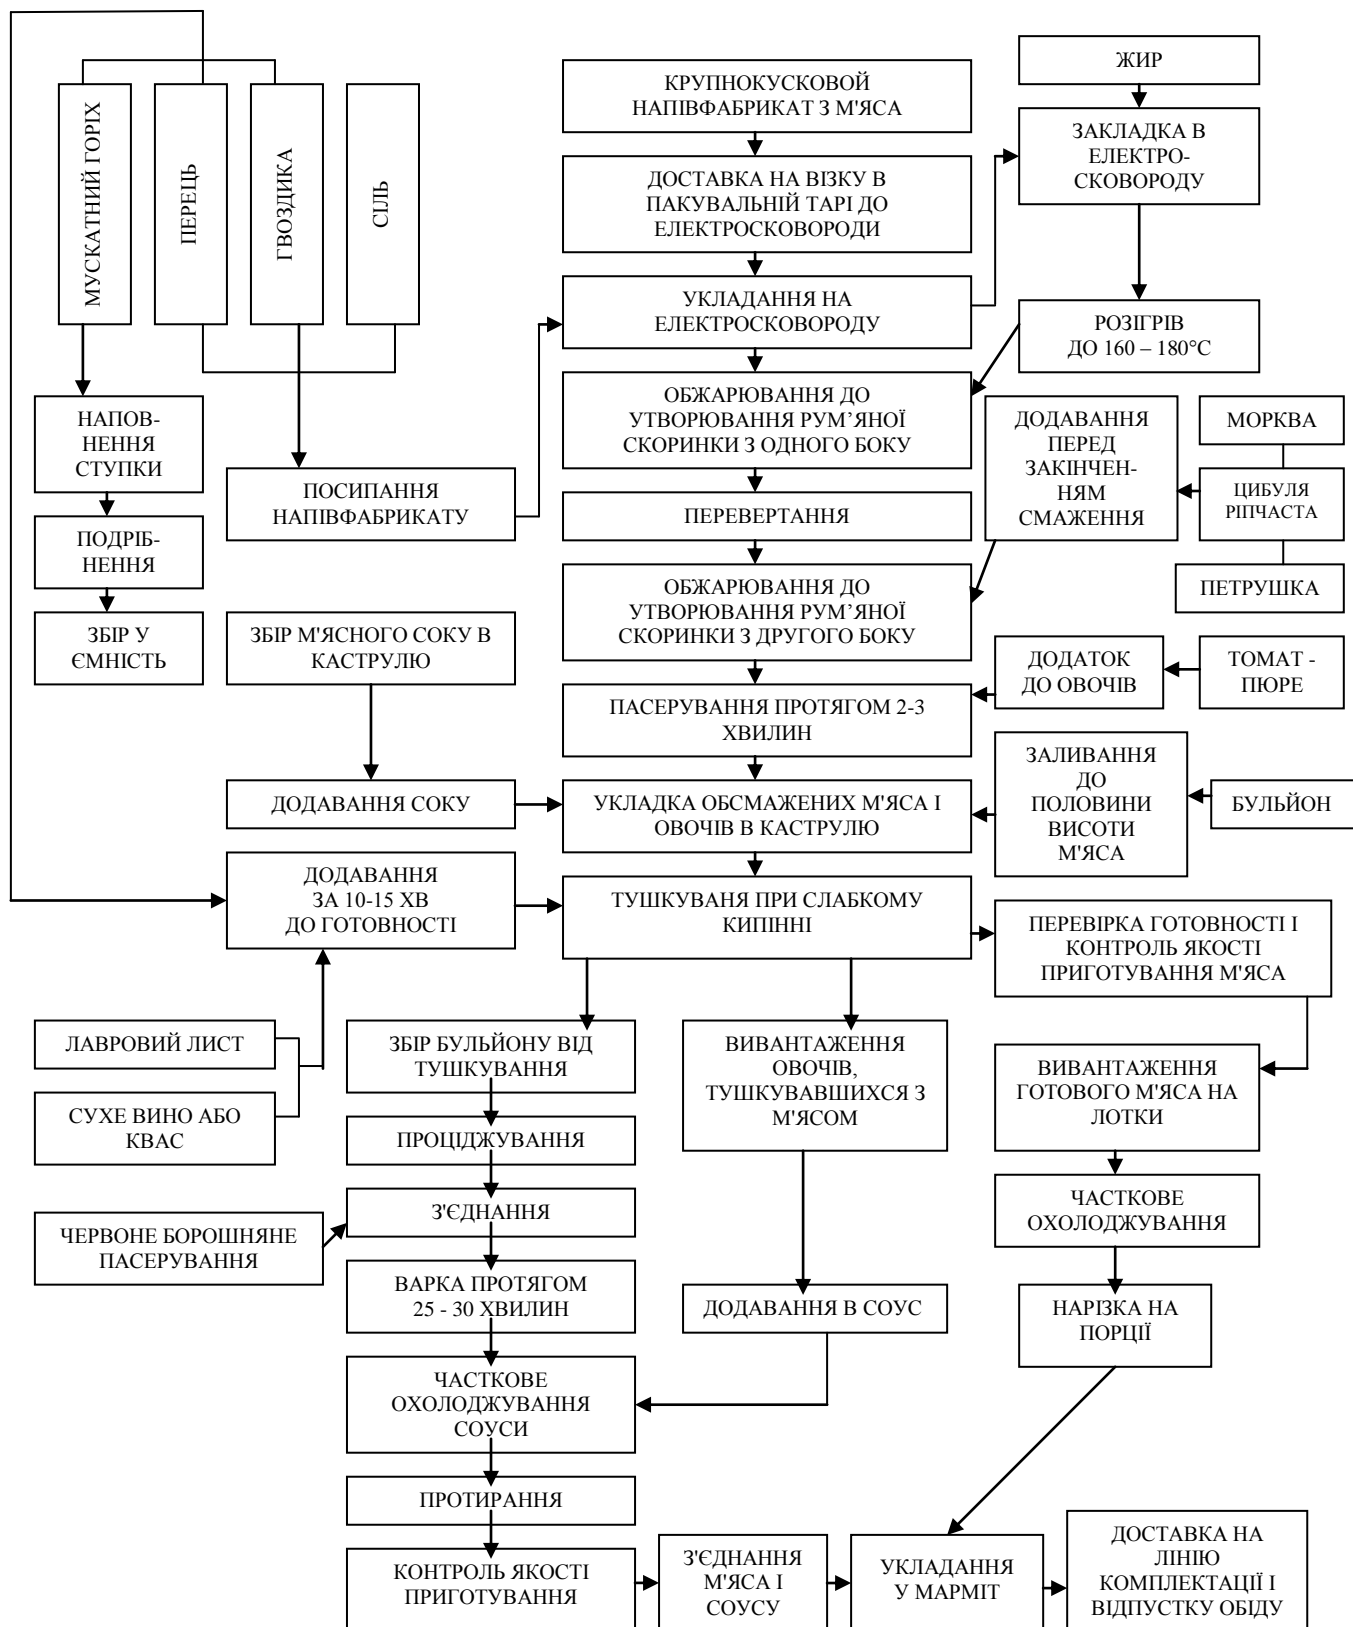 ЖИР
КРУПНОКУСКОВОЙ
НАПІВФАБРИКАТ З М'ЯСА
МУСКАТНИЙ ГОРІХ
ПЕРЕЦЬ
ГВОЗДИКА
СІЛЬ
ЗАКЛАДКА В
ЕЛЕКТРО-
СКОВОРОДУ
ДОСТАВКА НА ВІЗКУ В
ПАКУВАЛЬНІЙ ТАРІ ДО
ЕЛЕКТРОСКОВОРОДИ
УКЛАДАННЯ НА
ЕЛЕКТРОСКОВОРОДУ
РОЗІГРІВ
ДО 160 – 180°С
ОБЖАРЮВАННЯ ДО
УТВОРЮВАННЯ РУМ’ЯНОЇ
СКОРИНКИ З ОДНОГО БОКУ
НАПОВ-
НЕННЯ
СТУПКИ
ДОДАВАННЯ
ПЕРЕД
ЗАКІНЧЕН-
НЯМ
СМАЖЕННЯ
МОРКВА
ЦИБУЛЯ
РІПЧАСТА
ПЕТРУШКА
ПОСИПАННЯ
НАПІВФАБРИКАТУ
ПЕРЕВЕРТАННЯ
ПОДРІБ-
НЕННЯ
ОБЖАРЮВАННЯ ДО
УТВОРЮВАННЯ РУМ’ЯНОЇ
СКОРИНКИ З ДРУГОГО БОКУ
ЗБІР У
ЄМНІСТЬ
ЗБІР М'ЯСНОГО СОКУ В
КАСТРУЛЮ
ДОДАТОК
ДО ОВОЧІВ
ТОМАТ -
ПЮРЕ
ПАСЕРУВАННЯ ПРОТЯГОМ 2-3
ХВИЛИН
ЗАЛИВАННЯ
ДО
ПОЛОВИНИ
ВИСОТИ
М'ЯСА
БУЛЬЙОН
ДОДАВАННЯ СОКУ
УКЛАДКА ОБСМАЖЕНИХ М'ЯСА І
ОВОЧІВ В КАСТРУЛЮ
ДОДАВАННЯ
ЗА 10-15 ХВ
ДО ГОТОВНОСТІ
ТУШКУВАНЯ ПРИ СЛАБКОМУ
КИПІННІ
ПЕРЕВІРКА ГОТОВНОСТІ І
КОНТРОЛЬ ЯКОСТІ
ПРИГОТУВАННЯ М'ЯСА
ЛАВРОВИЙ ЛИСТ
ЗБІР БУЛЬЙОНУ ВІД
ТУШКУВАННЯ
ВИВАНТАЖЕННЯ
ОВОЧІВ,
ТУШКУВАВШИХСЯ З
М'ЯСОМ
ВИВАНТАЖЕННЯ
ГОТОВОГО М'ЯСА НА
ЛОТКИ
СУХЕ ВИНО АБО
КВАС
ПРОЦІДЖУВАННЯ
З'ЄДНАННЯ
ЧАСТКОВЕ
ОХОЛОДЖУВАННЯ
ЧЕРВОНЕ БОРОШНЯНЕ
ПАСЕРУВАННЯ
ВАРКА ПРОТЯГОМ
25 - 30 ХВИЛИН
ДОДАВАННЯ В СОУС
НАРІЗКА НА
ПОРЦІЇ
ЧАСТКОВЕ
ОХОЛОДЖУВАННЯ
СОУСИ
ПРОТИРАННЯ
КОНТРОЛЬ ЯКОСТІ
ПРИГОТУВАННЯ
З'ЄДНАННЯ
М'ЯСА І
СОУСУ
УКЛАДАННЯ
У МАРМІТ
ДОСТАВКА НА
ЛІНІЮ
КОМПЛЕКТАЦІЇ І
ВІДПУСТКУ ОБІДУ